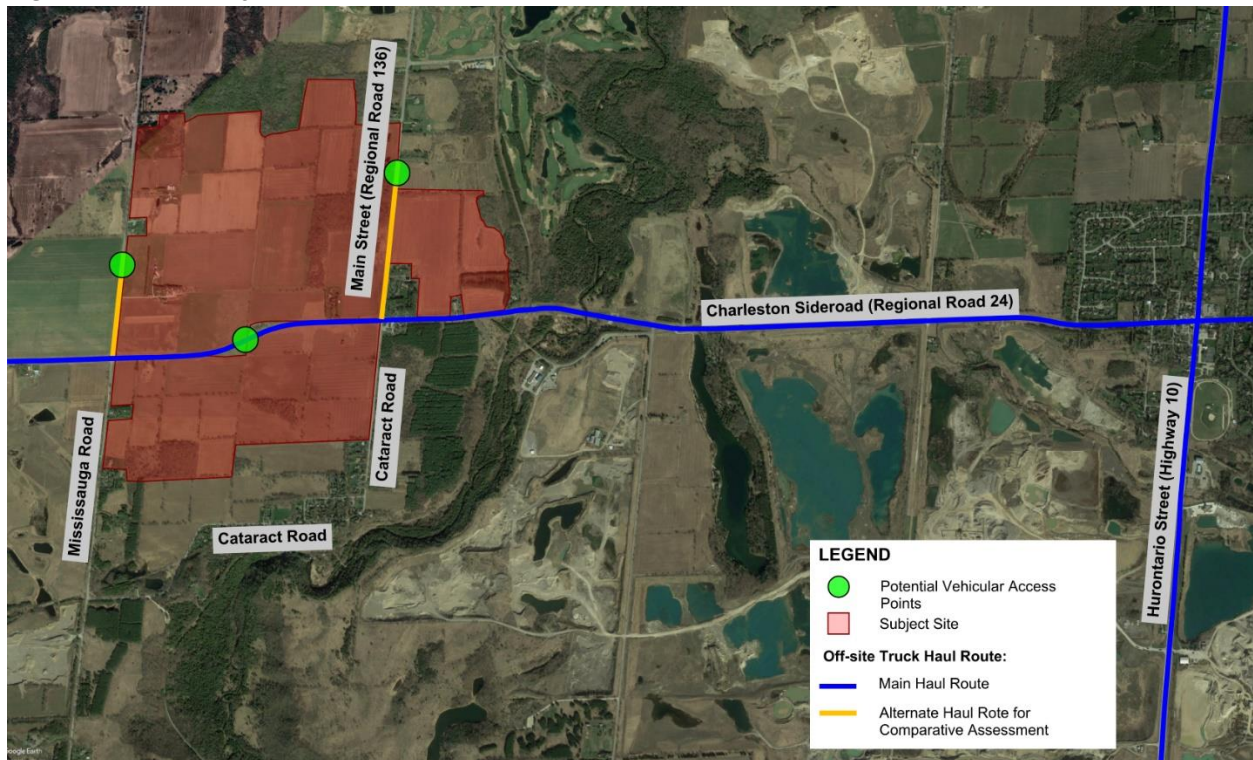 Main Street (Regional Road 136)
Charleston Sideroad (Regional Road 24)
Mississauga Road
Cataract Road
Cataract Road
Hurontario Street (Highway 10)
LEGEND
Potential Vehicular Access
Points
Subject Site
Off-site Truck Haul Route:
Main Haul Route
Alternate Haul Rote for
Comparative Assessment
Google Earth